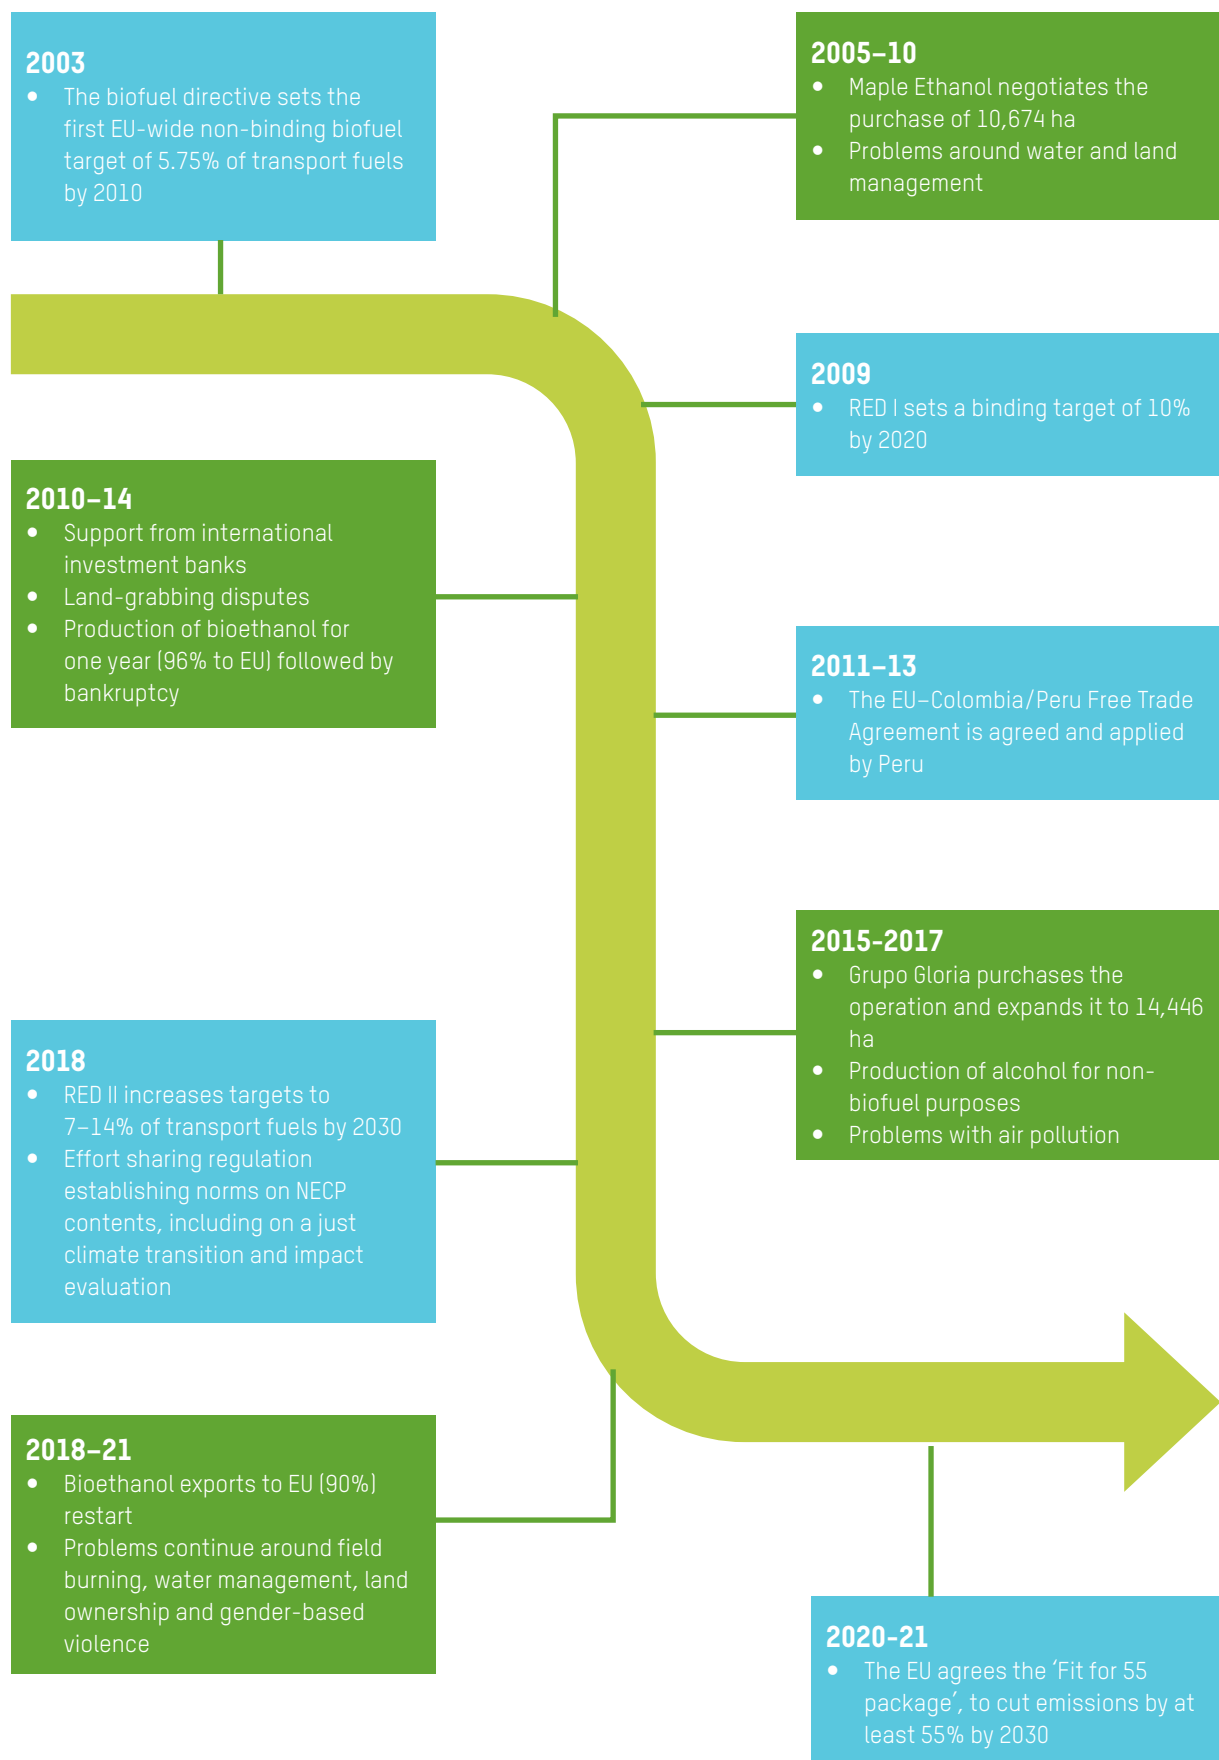 2003
• The biofuel directive sets the
first EU-wide non-binding biofuel
target of 5.75% of transport fuels
by 2010
2005–10
• Maple Ethanol negotiates the
purchase of 10,674 ha
• Problems around water and land
management
2009
• RED I sets a binding target of 10%
by 2020
2010–14
• Support from international
investment banks
• Land-grabbing disputes
• Production of bioethanol for
one year (96% to EU) followed by
bankruptcy
2011–13
• The EU–Colombia/Peru Free Trade
Agreement is agreed and applied
by Peru
2015-2017
• Grupo Gloria purchases the
operation and expands it to 14,446
ha
• Production of alcohol for non-
biofuel purposes
• Problems with air pollution
2018
• RED II increases targets to
7–14% of transport fuels by 2030
• Effort sharing regulation
establishing norms on NECP
contents, including on a just
climate transition and impact
evaluation
2018–21
• Bioethanol exports to EU (90%)
restart
• Problems continue around field
burning, water management, land
ownership and gender-based
violence
2020-21
• The EU agrees the ‘Fit for 55
package’, to cut emissions by at
least 55% by 2030